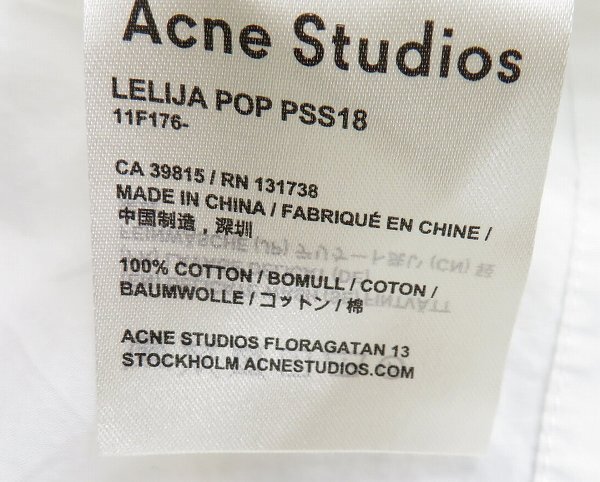 Acne Studios
LELIJA POP PSS18
11F176-
CA 39815 / RN 131738
MADE IN CHINA / FABRIQUÉ EN CHINE /
中国制造，深圳
100% COTTON / BOMULL / COTON /
BAUMWOLLE / コットン / 棉
ACNE STUDIOS FLORAGATAN 13
STOCKHOLM ACNESTUDIOS.COM